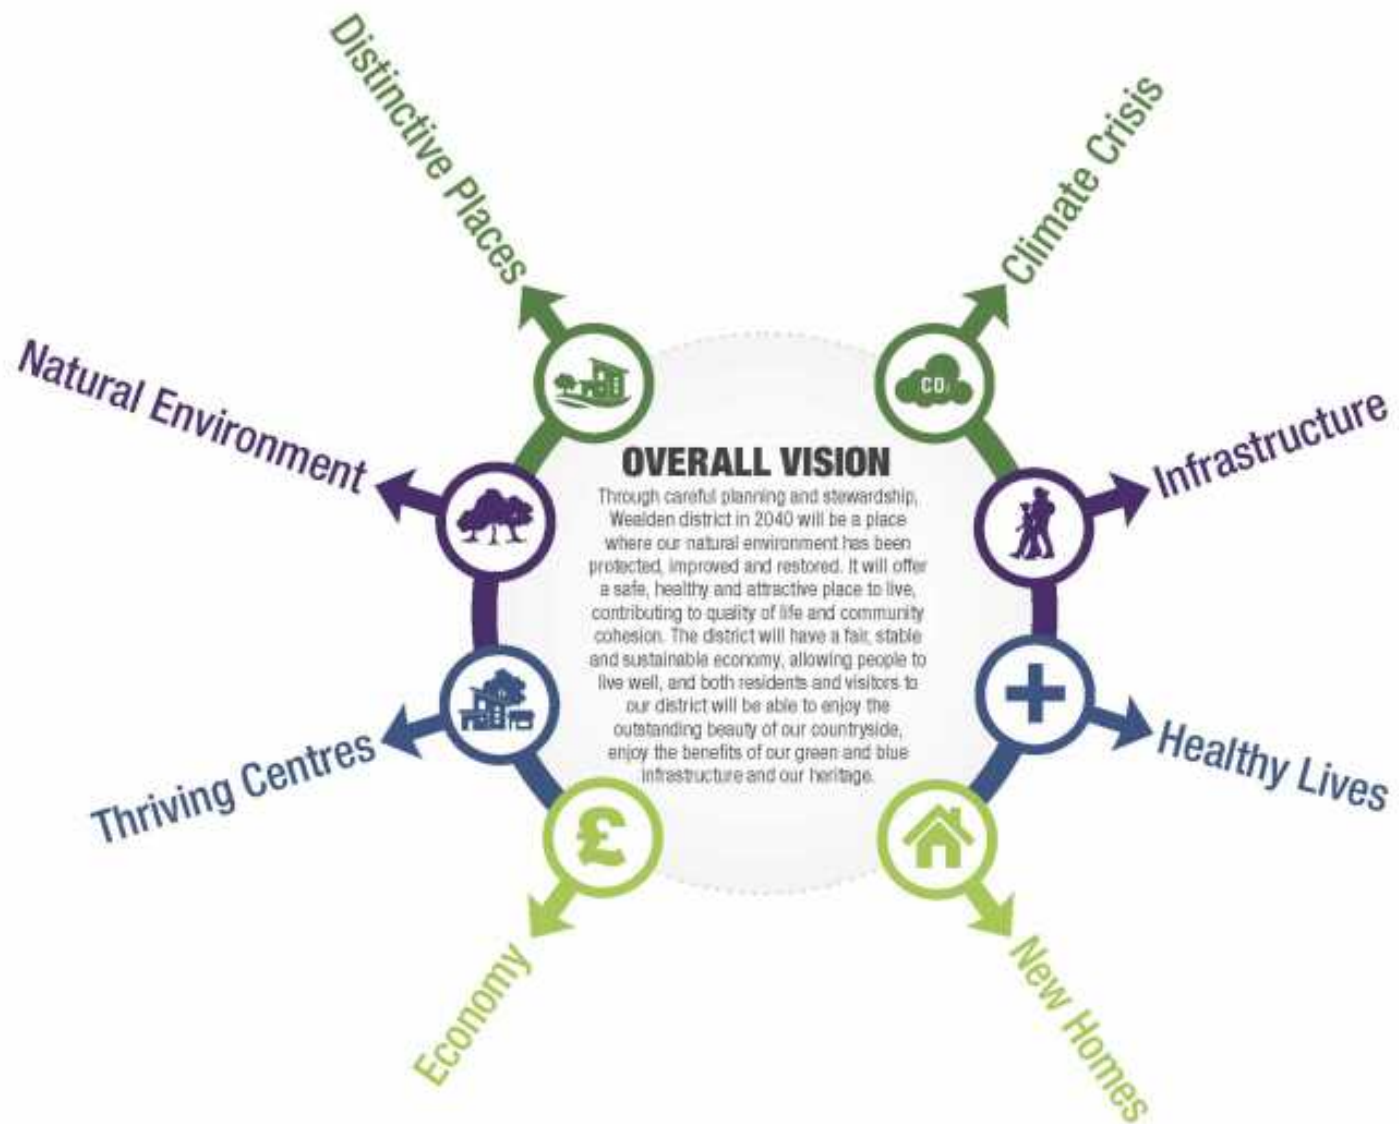 Distinctive Places
Climate Crisis
Natural Environment
Infrastructure
CO₂
OVERALL VISION
Through careful planning and stewardship,
Wealden district in 2040 will be a place
where our natural environment has been
protected, improved and restored. It will offer
a safe, healthy and attractive place to live,
contributing to quality of life and community
cohesion. The district will have a fair, stable
and sustainable economy, allowing people to
live well, and both residents and visitors to
our district will be able to enjoy the
outstanding beauty of our countryside,
enjoy the benefits of our green and blue
infrastructure and our heritage.
Thriving Centres
Healthy Lives
£
Economy
New Homes